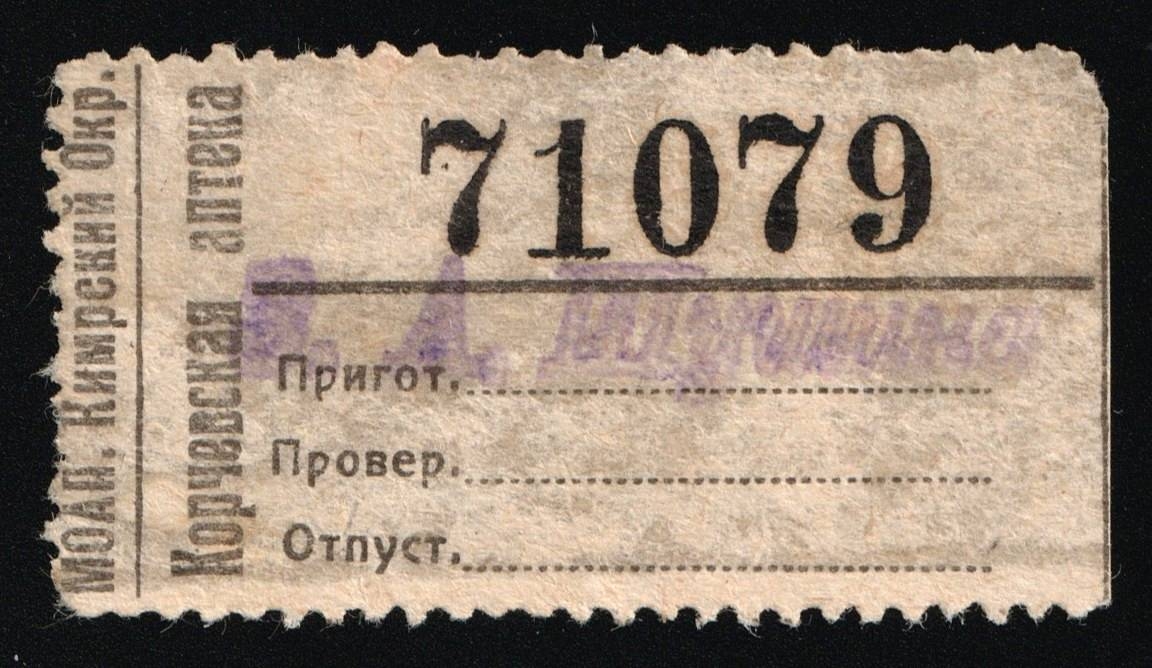 МОАП. Кимрский Окр.
Корчевская аптека
71079
В. А.
Пригот.
Провер.
Отпуст.